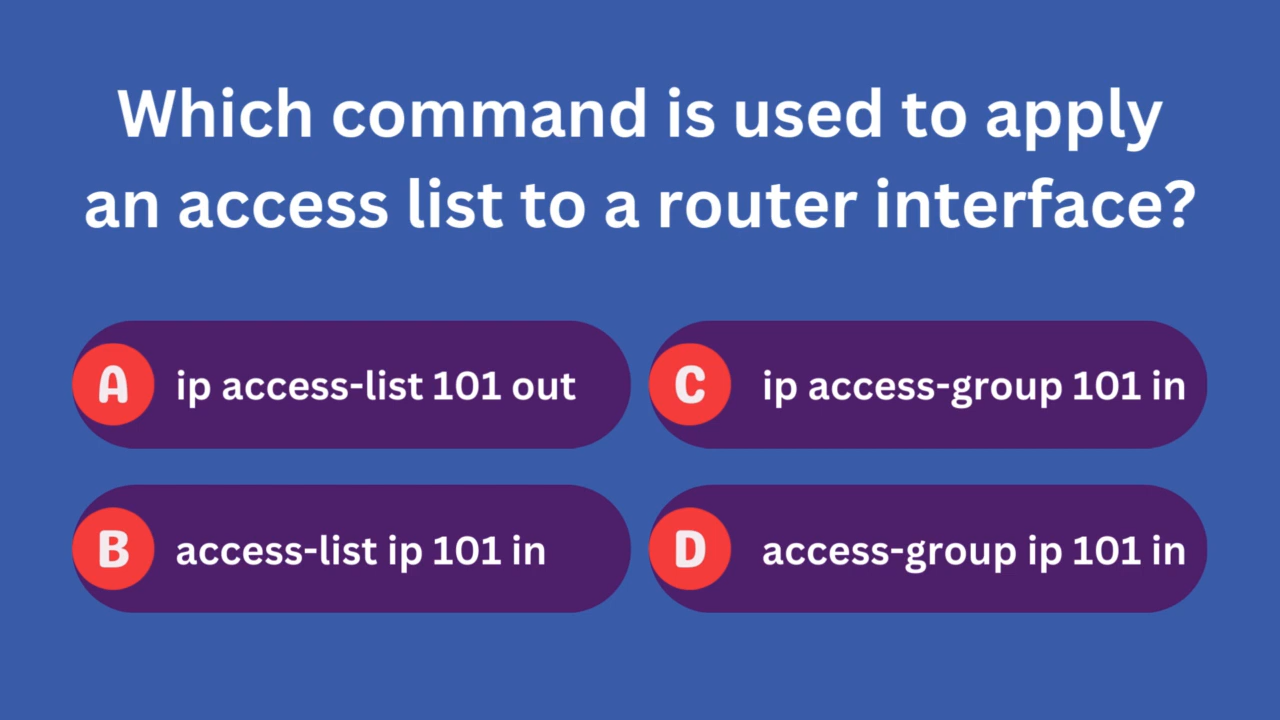 Which command is used to apply
an access list to a router interface?
A ip access-list 101 out
B access-list ip 101 in
C ip access-group 101 in
D access-group ip 101 in